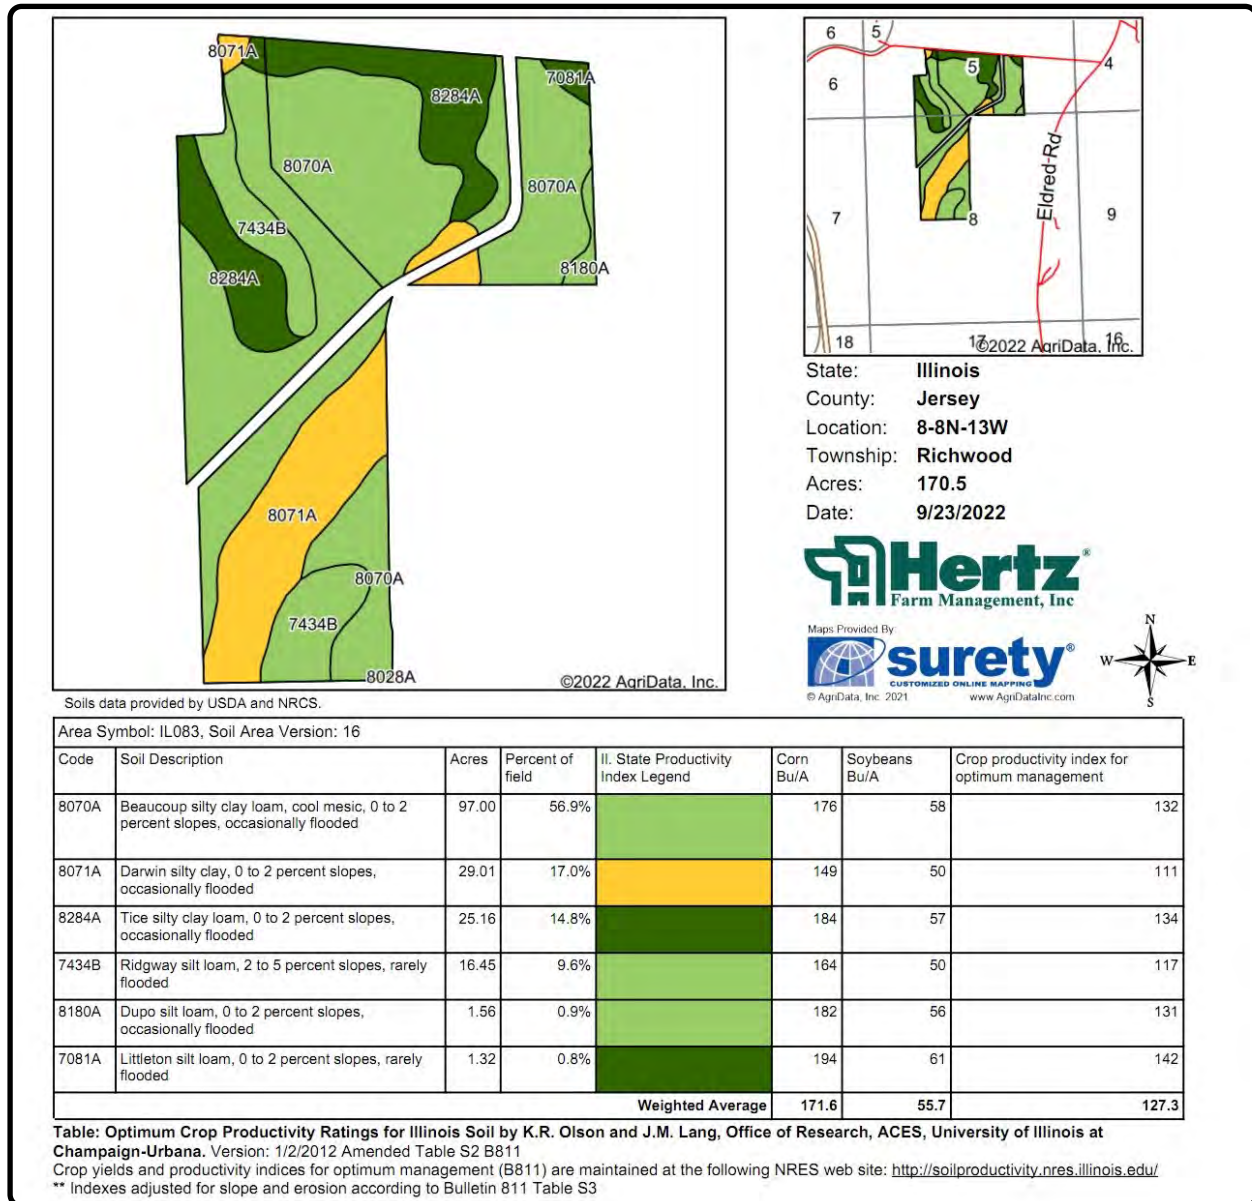 8071A
8284A
7081A
8070A
8070A
7434B
8284A
8180A
8071A
8070A
7434B
8028A
©2022 AgriData, Inc.
6
5
5
4
6
Eldred-Rd
7
9
8
18
17
16
©2022 AgriData, Inc.
State: Illinois
County: Jersey
Location: 8-8N-13W
Township: Richwood
Acres: 170.5
Date: 9/23/2022
Hertz®
Farm Management, Inc
Maps Provided By:
surety®
CUSTOMIZED ONLINE MAPPING
© AgriData, Inc. 2021 www.AgriDataInc.com
N
W E
S
Soils data provided by USDA and NRCS.
Area Symbol: IL083, Soil Area Version: 16
Code Soil Description Acres Percent of field II. State Productivity Index Legend Corn Bu/A Soybeans Bu/A Crop productivity index for optimum management
8070A Beaucoup silty clay loam, cool mesic, 0 to 2 percent slopes, occasionally flooded 97.00 56.9% 176 58 132
8071A Darwin silty clay, 0 to 2 percent slopes, occasionally flooded 29.01 17.0% 149 50 111
8284A Tice silty clay loam, 0 to 2 percent slopes, occasionally flooded 25.16 14.8% 184 57 134
7434B Ridgway silt loam, 2 to 5 percent slopes, rarely flooded 16.45 9.6% 164 50 117
8180A Dupo silt loam, 0 to 2 percent slopes, occasionally flooded 1.56 0.9% 182 56 131
7081A Littleton silt loam, 0 to 2 percent slopes, rarely flooded 1.32 0.8% 194 61 142
Weighted Average 171.6 55.7 127.3
Table: Optimum Crop Productivity Ratings for Illinois Soil by K.R. Olson and J.M. Lang, Office of Research, ACES, University of Illinois at
Champaign-Urbana. Version: 1/2/2012 Amended Table S2 B811
Crop yields and productivity indices for optimum management (B811) are maintained at the following NRES web site: http://soilproductivity.nres.illinois.edu/
** Indexes adjusted for slope and erosion according to Bulletin 811 Table S3